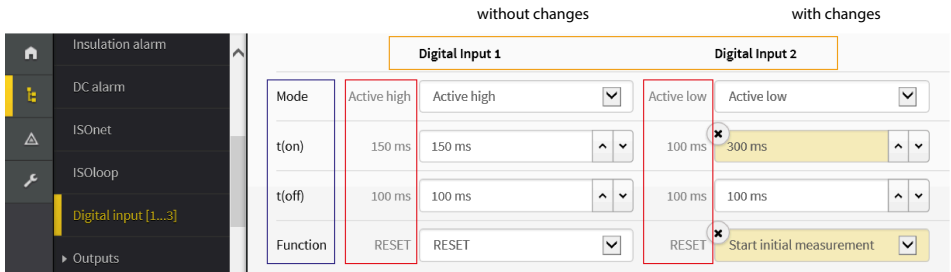 without changes with changes
Insulation alarm
DC alarm
ISOnet
ISOloop
Digital input [1...3]
Outputs
Digital Input 1 Digital Input 2
Mode Active high Active high Active low Active low
t(on) 150 ms 150 ms 100 ms 300 ms
t(off) 100 ms 100 ms 100 ms 100 ms
Function RESET RESET RESET Start initial measurement